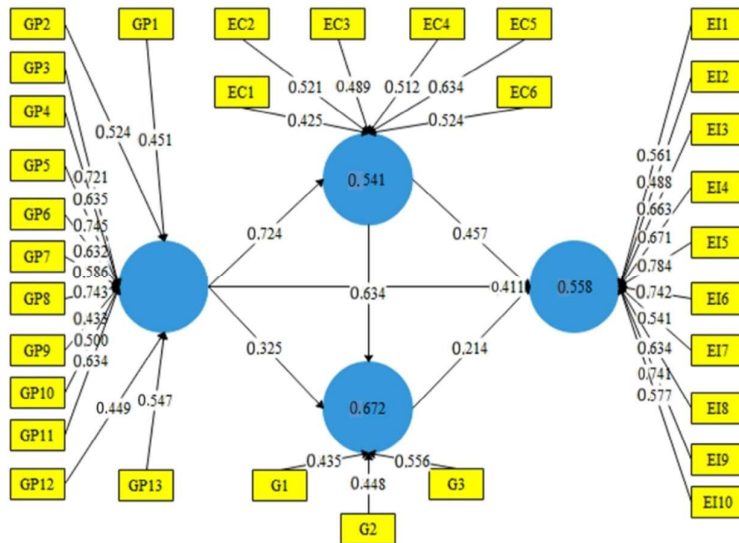 GP2
GP1
EC2
EC3
EC4
EC5
EI1
GP3
EI2
0.521
0.489
0.512
0.634
EC1
EC6
GP4
0.425
0.524
0.524
0.451
EI3
0.561
GP5
0.721
0.541
0.488
EI4
0.635
0.663
GP6
0.745
0.724
0.457
0.671
EI5
GP7
0.632
0.784
0.586
0.634
0.411
0.558
GP8
0.743
0.742
EI6
0.433
0.541
GP9
0.500
0.325
0.214
0.634
EI7
0.634
0.741
GP10
0.577
0.449
0.547
0.672
EI8
GP11
0.435
0.556
EI9
GP12
GP13
G1
0.448
G3
EI10
G2